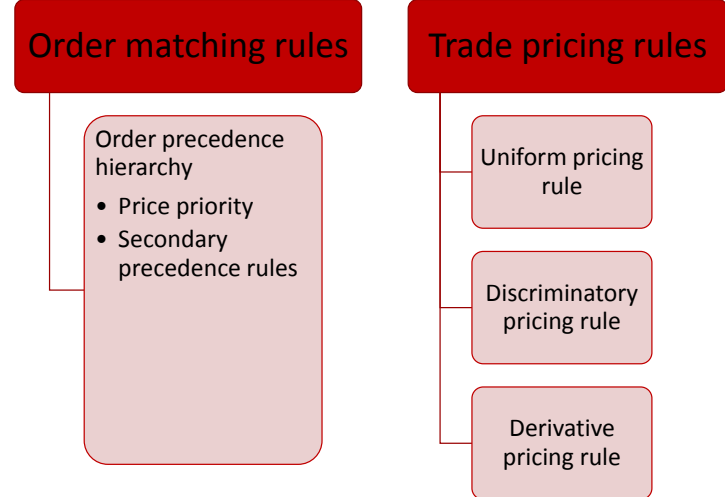 Order matching rules
Order precedence
hierarchy
• Price priority
• Secondary
precedence rules
Trade pricing rules
Uniform pricing
rule
Discriminatory
pricing rule
Derivative
pricing rule